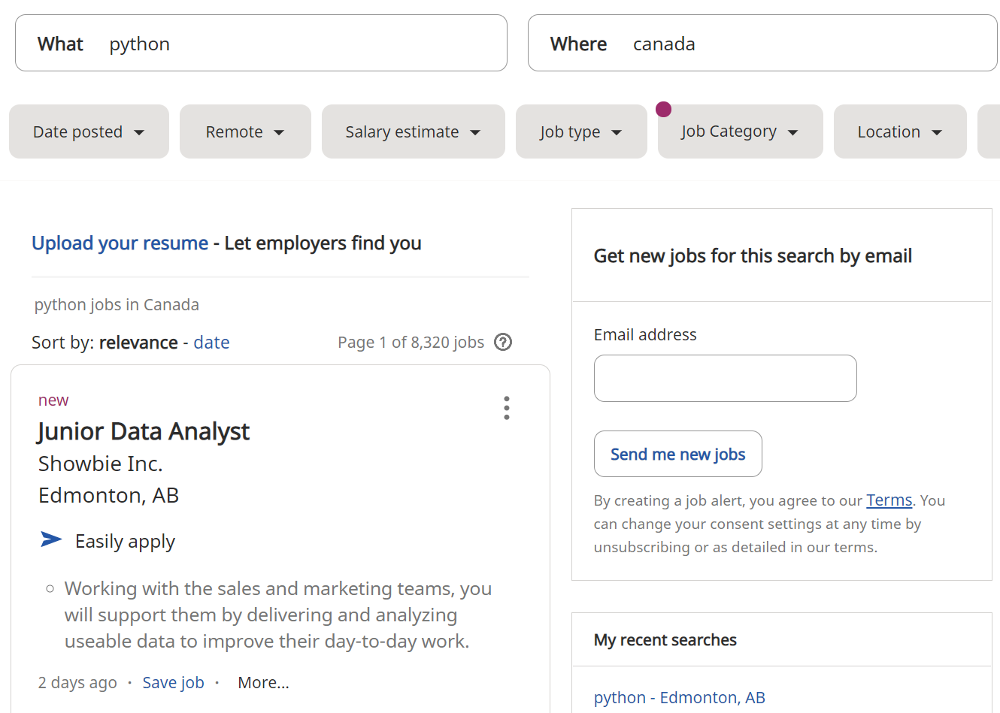 What python
Where canada
Date posted
Remote
Salary estimate
Job type
Job Category
Location
Upload your resume - Let employers find you
python jobs in Canada
Sort by: relevance - date
Page 1 of 8,320 jobs
new
Junior Data Analyst
Showbie Inc.
Edmonton, AB
Easily apply
Working with the sales and marketing teams, you
will support them by delivering and analyzing
useable data to improve their day-to-day work.
2 days ago · Save job · More...
Get new jobs for this search by email
Email address
Send me new jobs
By creating a job alert, you agree to our Terms. You
can change your consent settings at any time by
unsubscribing or as detailed in our terms.
My recent searches
python - Edmonton, AB